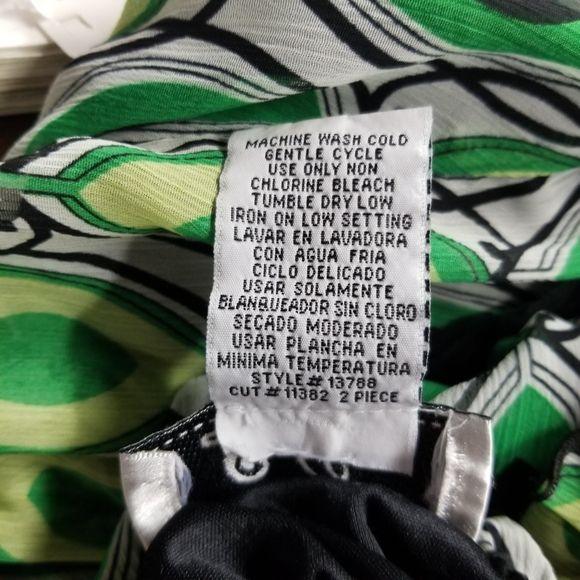 MACHINE WASH COLD
GENTLE CYCLE
USE ONLY NON
CHLORINE BLEACH
TUMBLE DRY LOW
IRON ON LOW SETTING
LAVAR EN LAVADORA
CON AGUA FRIA
CICLO DELICADO
USAR SOLAMENTE
BLANQUEADOR SIN CLORO
SECADO MODERADO
USAR PLANCHA EN
MINIMA TEMPERATURA
STYLE# 13788
CUT # 11382 2 PIECE